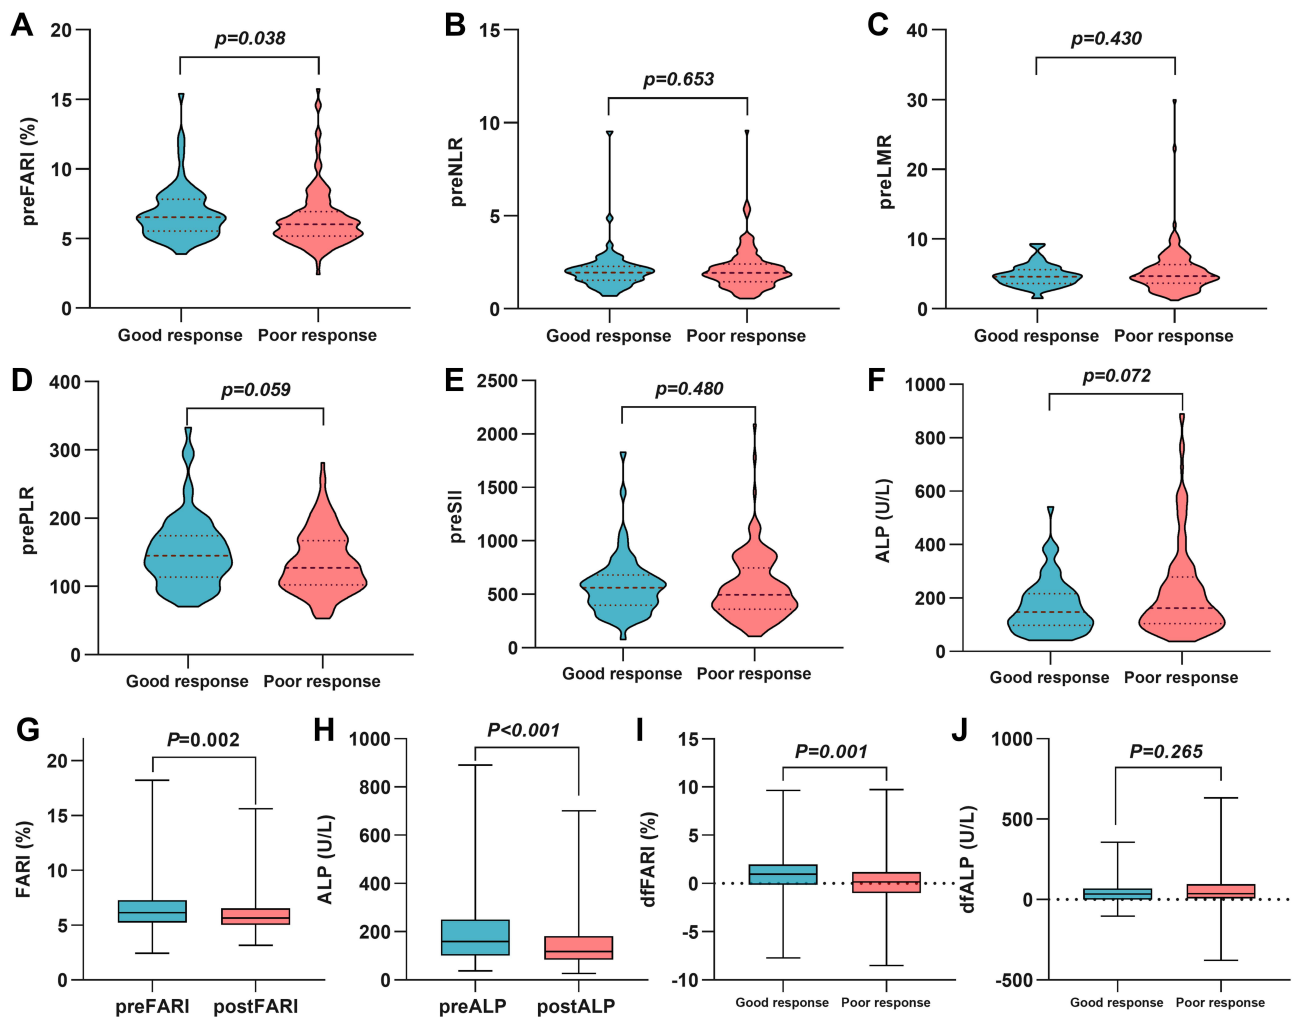 A
preFARI (%)
20
15
10
5
0
p=0.038
Good response
Poor response
B
preNLR
15
10
5
0
p=0.653
Good response
Poor response
C
preLMR
40
30
20
10
0
p=0.430
Good response
Poor response
D
prePLR
400
300
200
100
0
p=0.059
Good response
Poor response
E
preSII
2500
2000
1500
1000
500
0
p=0.480
Good response
Poor response
F
ALP (U/L)
1000
800
600
400
200
0
p=0.072
Good response
Poor response
G
FARI (%)
20
15
10
5
0
P=0.002
preFARI
postFARI
H
ALP (U/L)
1000
800
600
400
200
0
P<0.001
preALP
postALP
I
dfFARI (%)
15
10
5
0
-5
-10
P=0.001
Good response
Poor response
J
dfALP (U/L)
1000
500
0
-500
P=0.265
Good response
Poor response